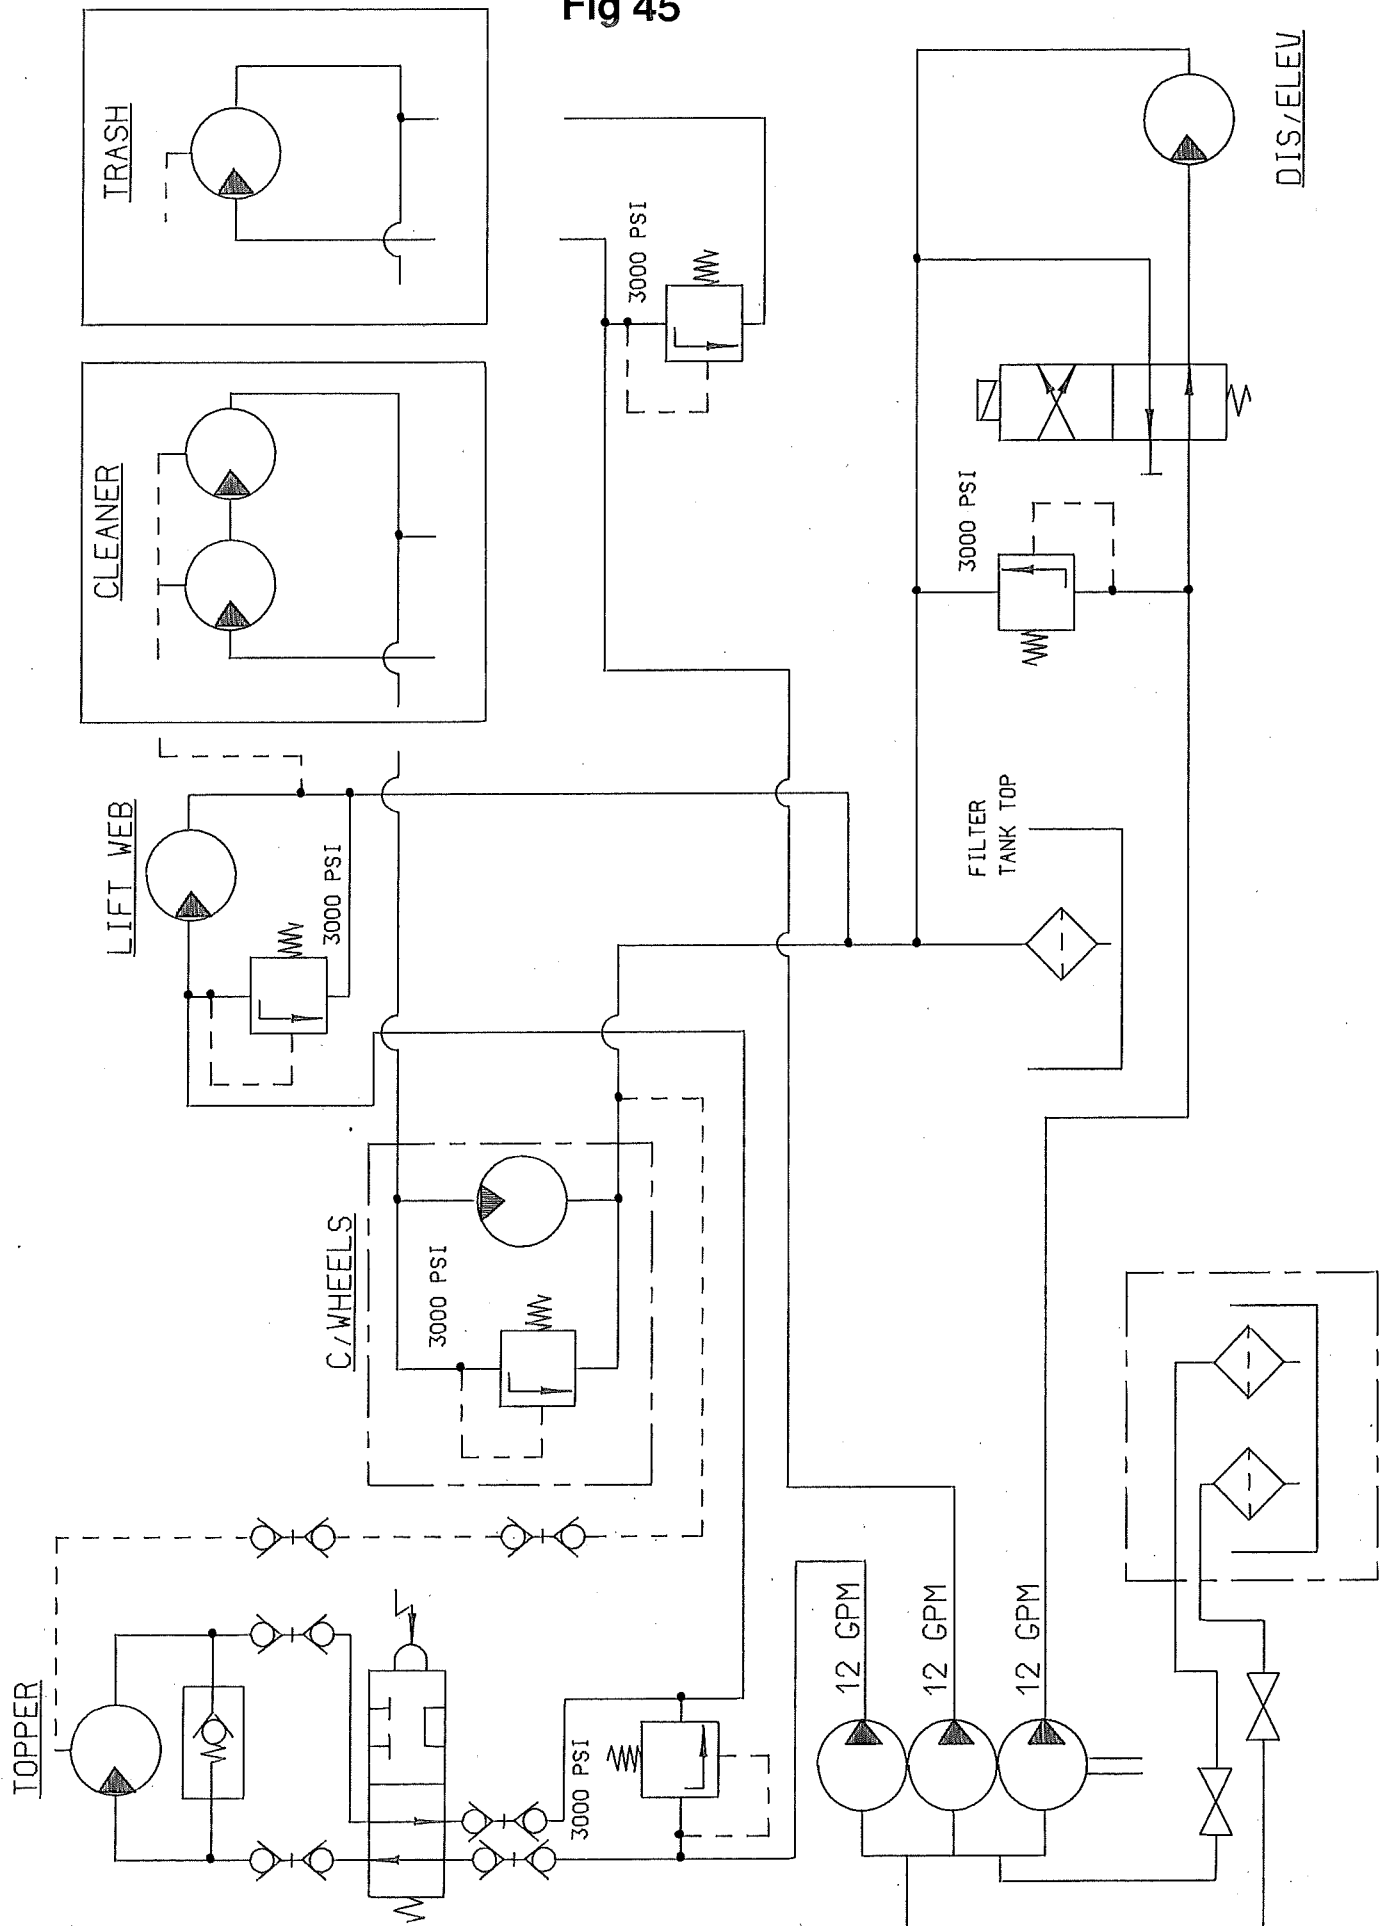 Fig 45
TRASH
3000 PSI
DIS/ELEV
CLEANER
3000 PSI
LIFT WEB
3000 PSI
FILTER
TANK TOP
C/WHEELS
3000 PSI
TOPPER
3000 PSI
12 GPM
12 GPM
12 GPM